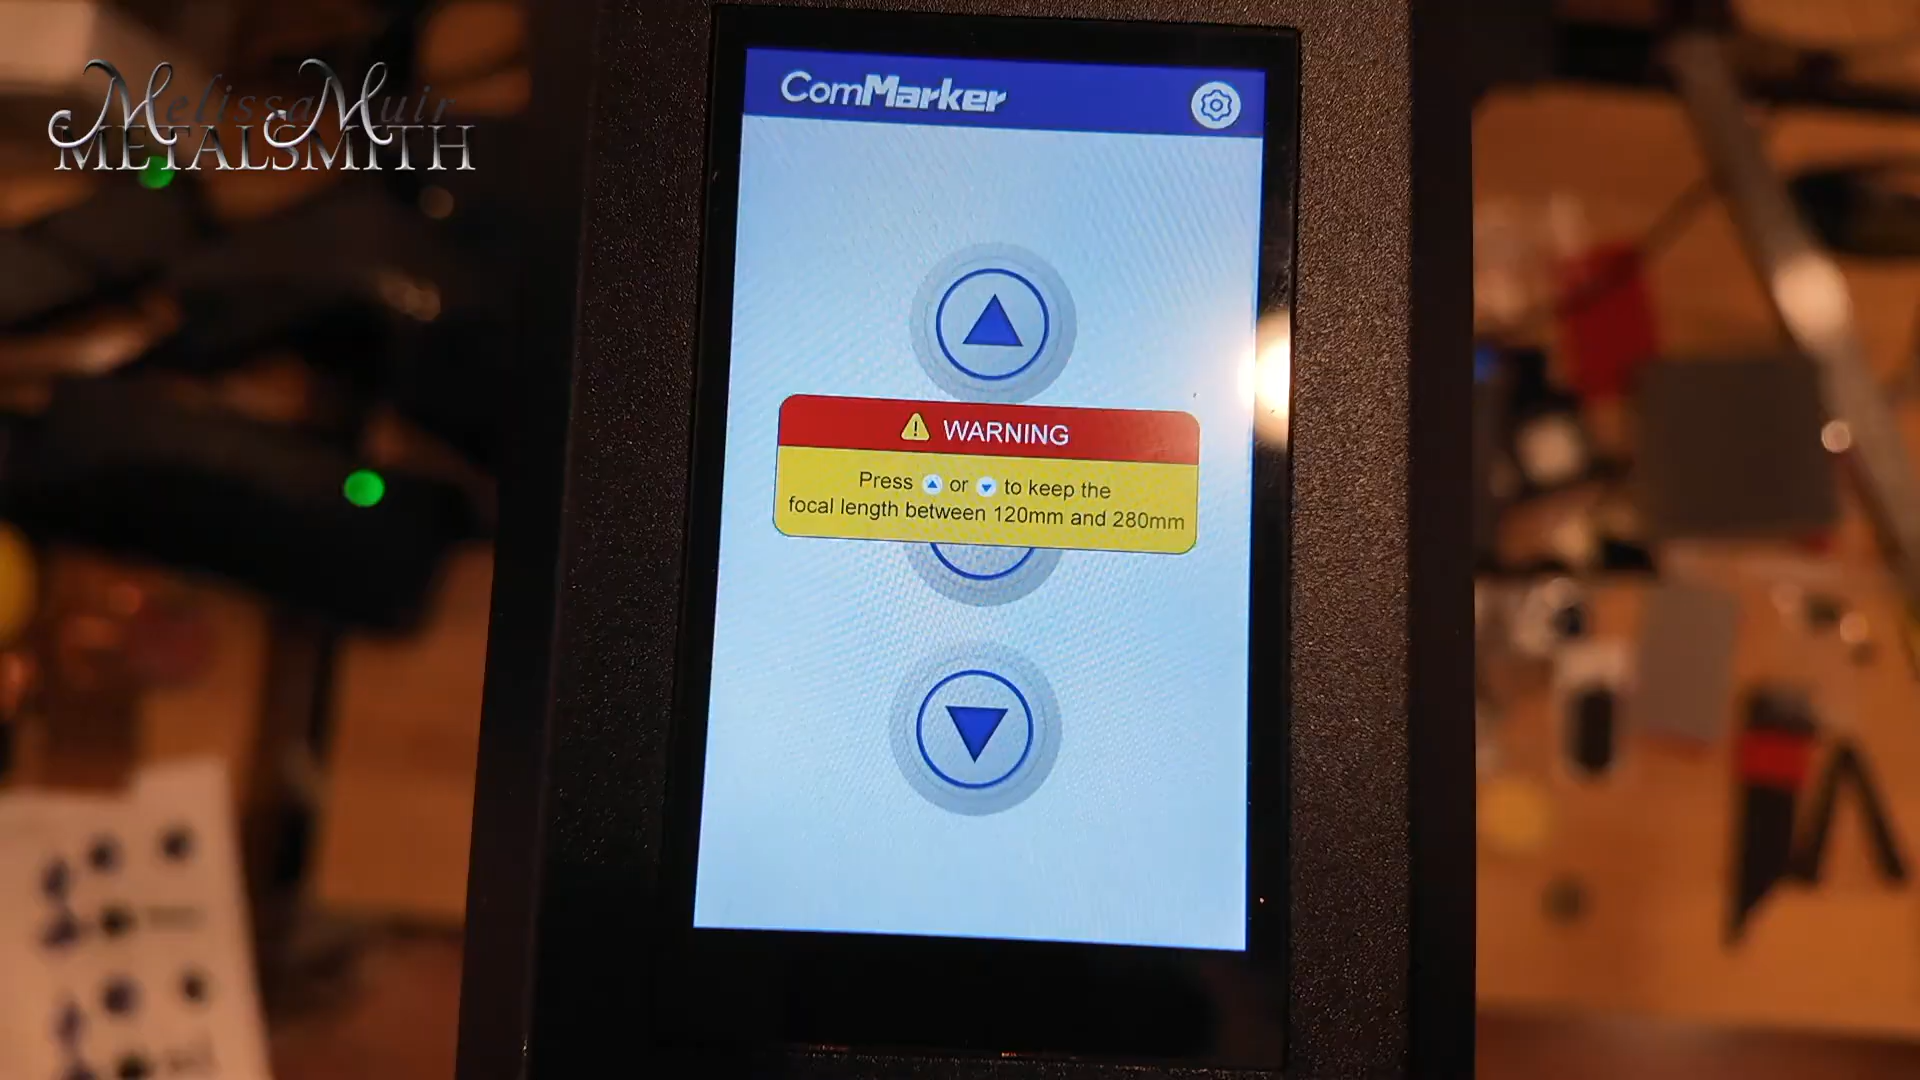 Melissa Muir
METALSMITH
ComMarker
WARNING
Press or to keep the
focal length between 120mm and 280mm